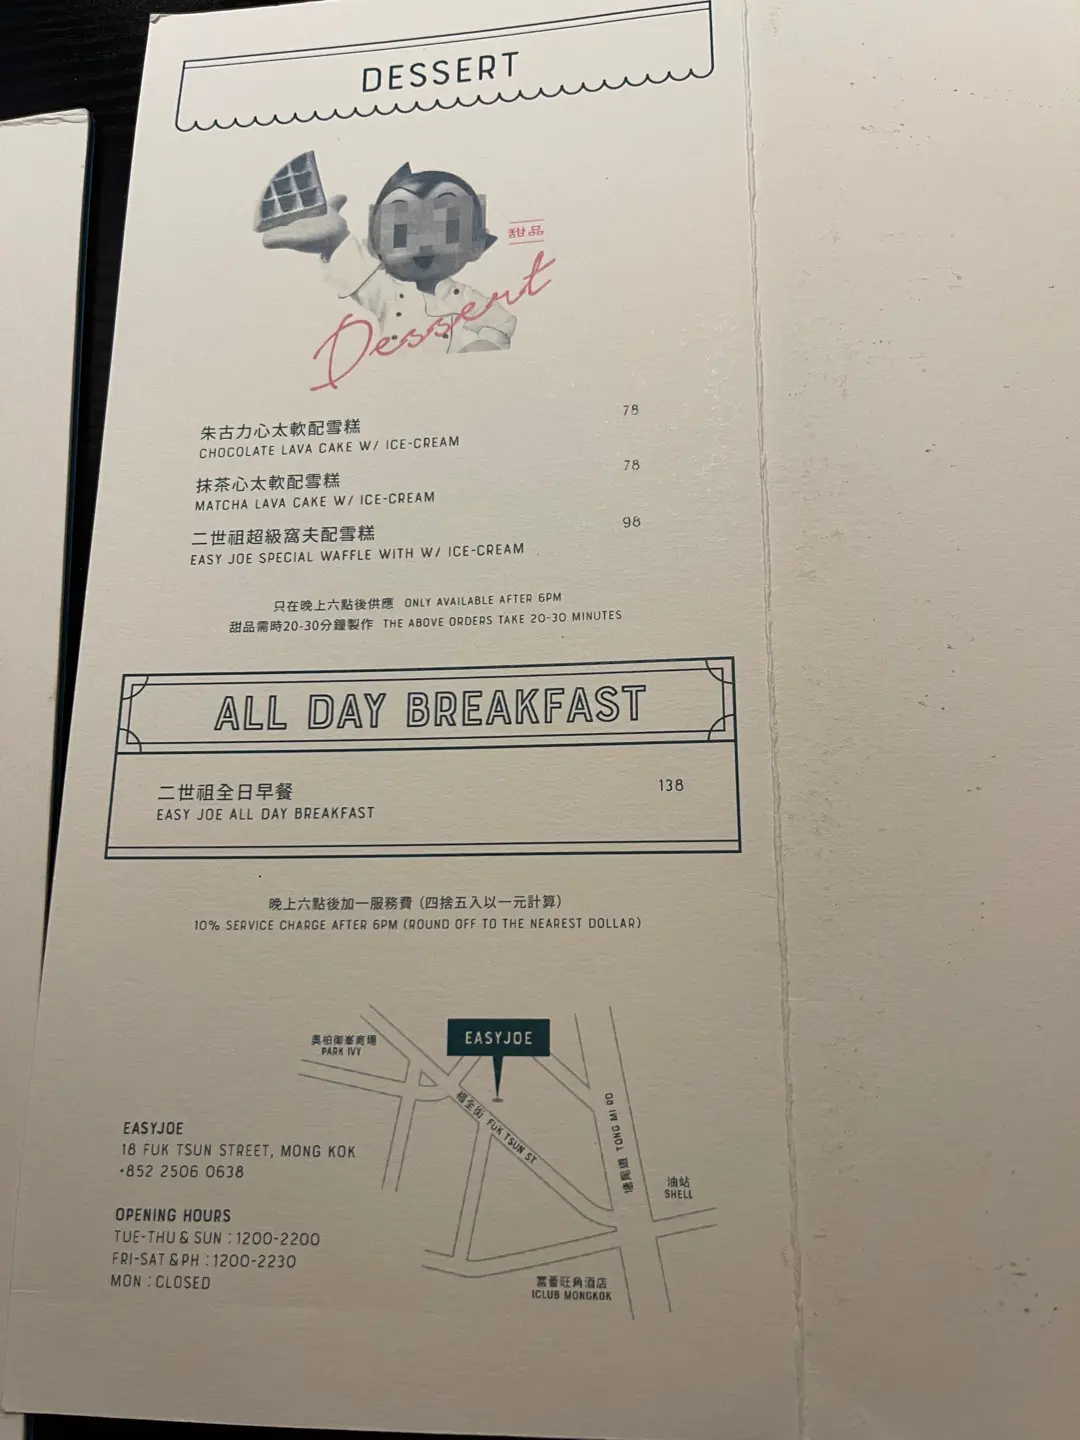 DESSERT
甜品
Dessert
朱古力心太軟配雪糕 78
CHOCOLATE LAVA CAKE W/ ICE-CREAM
抹茶心太軟配雪糕 78
MATCHA LAVA CAKE W/ ICE-CREAM
二世祖超級窩夫配雪糕 98
EASY JOE SPECIAL WAFFLE WITH W/ ICE-CREAM
只在晚上六點後供應 ONLY AVAILABLE AFTER 6PM
甜品需時20-30分鐘製作 THE ABOVE ORDERS TAKE 20-30 MINUTES
ALL DAY BREAKFAST
二世祖全日早餐 138
EASY JOE ALL DAY BREAKFAST
晚上六點後加一服務費 (四捨五入以一元計算)
10% SERVICE CHARGE AFTER 6PM (ROUND OFF TO THE NEAREST DOLLAR)
EASYJOE
奧柏御峯商場
PARK IVY
福全街 FUK TSUN ST
塘尾道 TONG MI RD
油站
SHELL
富薈旺角酒店
ICLUB MONGKOK
EASYJOE
18 FUK TSUN STREET, MONG KOK
+852 2506 0638
OPENING HOURS
TUE-THU & SUN : 1200-2200
FRI-SAT & PH : 1200-2230
MON : CLOSED